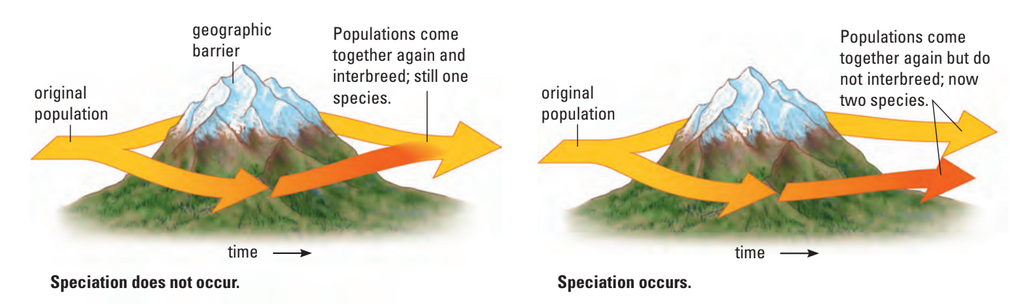 geographic
barrier
Populations come
together again and
interbreed; still one
species.
original
population
time
Speciation does not occur.
Populations come
together again but do
not interbreed; now
two species.
original
population
time
Speciation occurs.